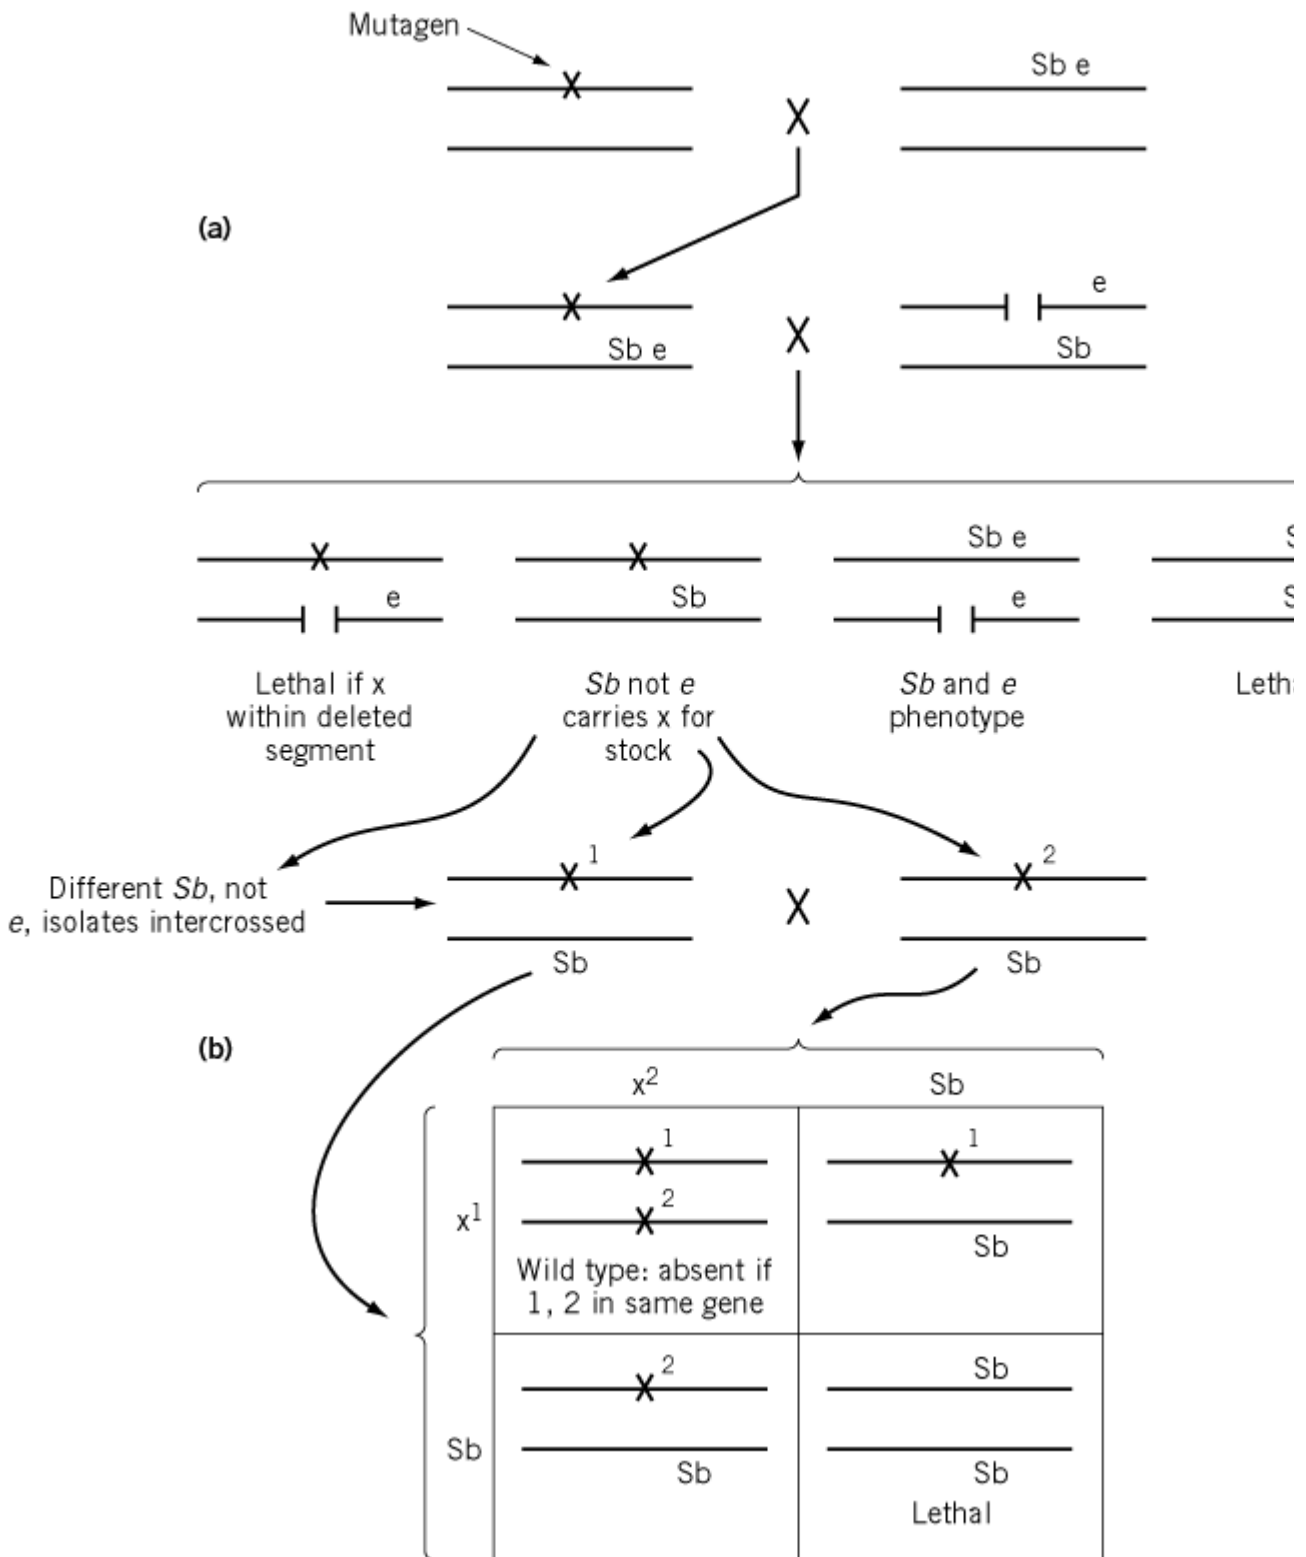 Mutagen
Sb e
(a)
e
Sb e
Sb
Sb e
e
Sb
e
Lethal if x
within deleted
segment
Sb not e
carries x for
stock
Sb and e
phenotype
1
2
Different Sb, not
e, isolates intercrossed
Sb
Sb
(b)
x²
Sb
1
1
2
x¹
Sb
Wild type: absent if
1, 2 in same gene
2
Sb
Sb
Sb
Sb
Lethal